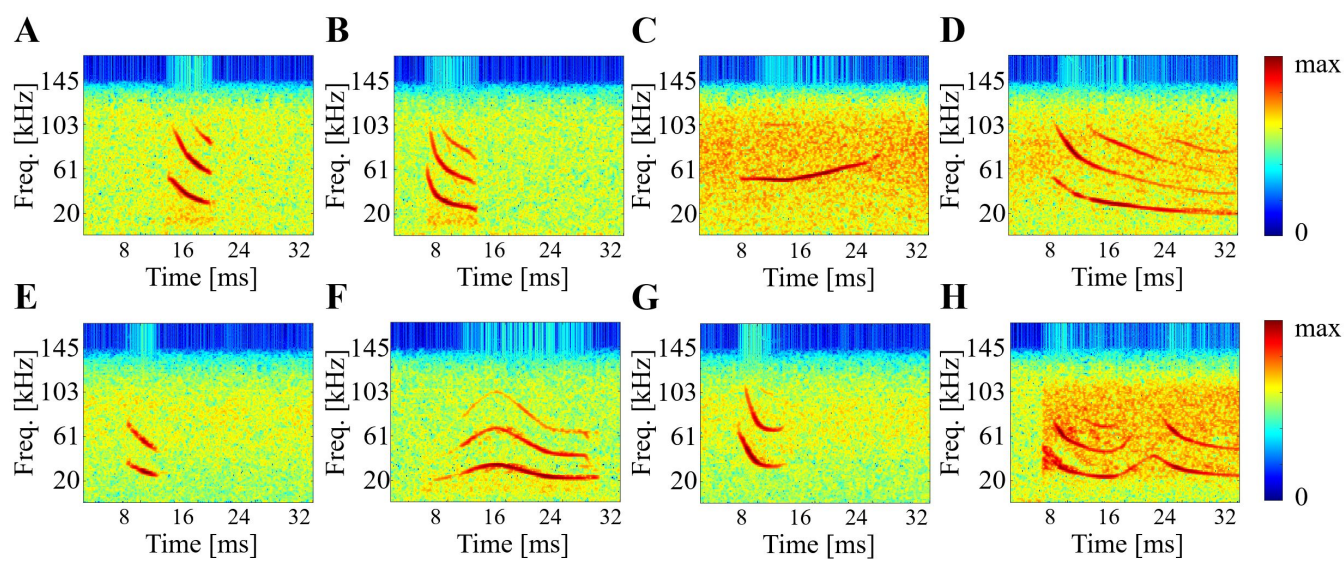 A B C D
Freq. [kHz] 145 103 61 20
Freq. [kHz] 145 103 61 20
Freq. [kHz] 145 103 61 20
Freq. [kHz] 145 103 61 20
max
0
8 16 24 32
8 16 24 32
8 16 24 32
8 16 24 32
Time [ms] Time [ms] Time [ms] Time [ms]
E F G H
Freq. [kHz] 145 103 61 20
Freq. [kHz] 145 103 61 20
Freq. [kHz] 145 103 61 20
Freq. [kHz] 145 103 61 20
max
0
8 16 24 32
8 16 24 32
8 16 24 32
8 16 24 32
Time [ms] Time [ms] Time [ms] Time [ms]